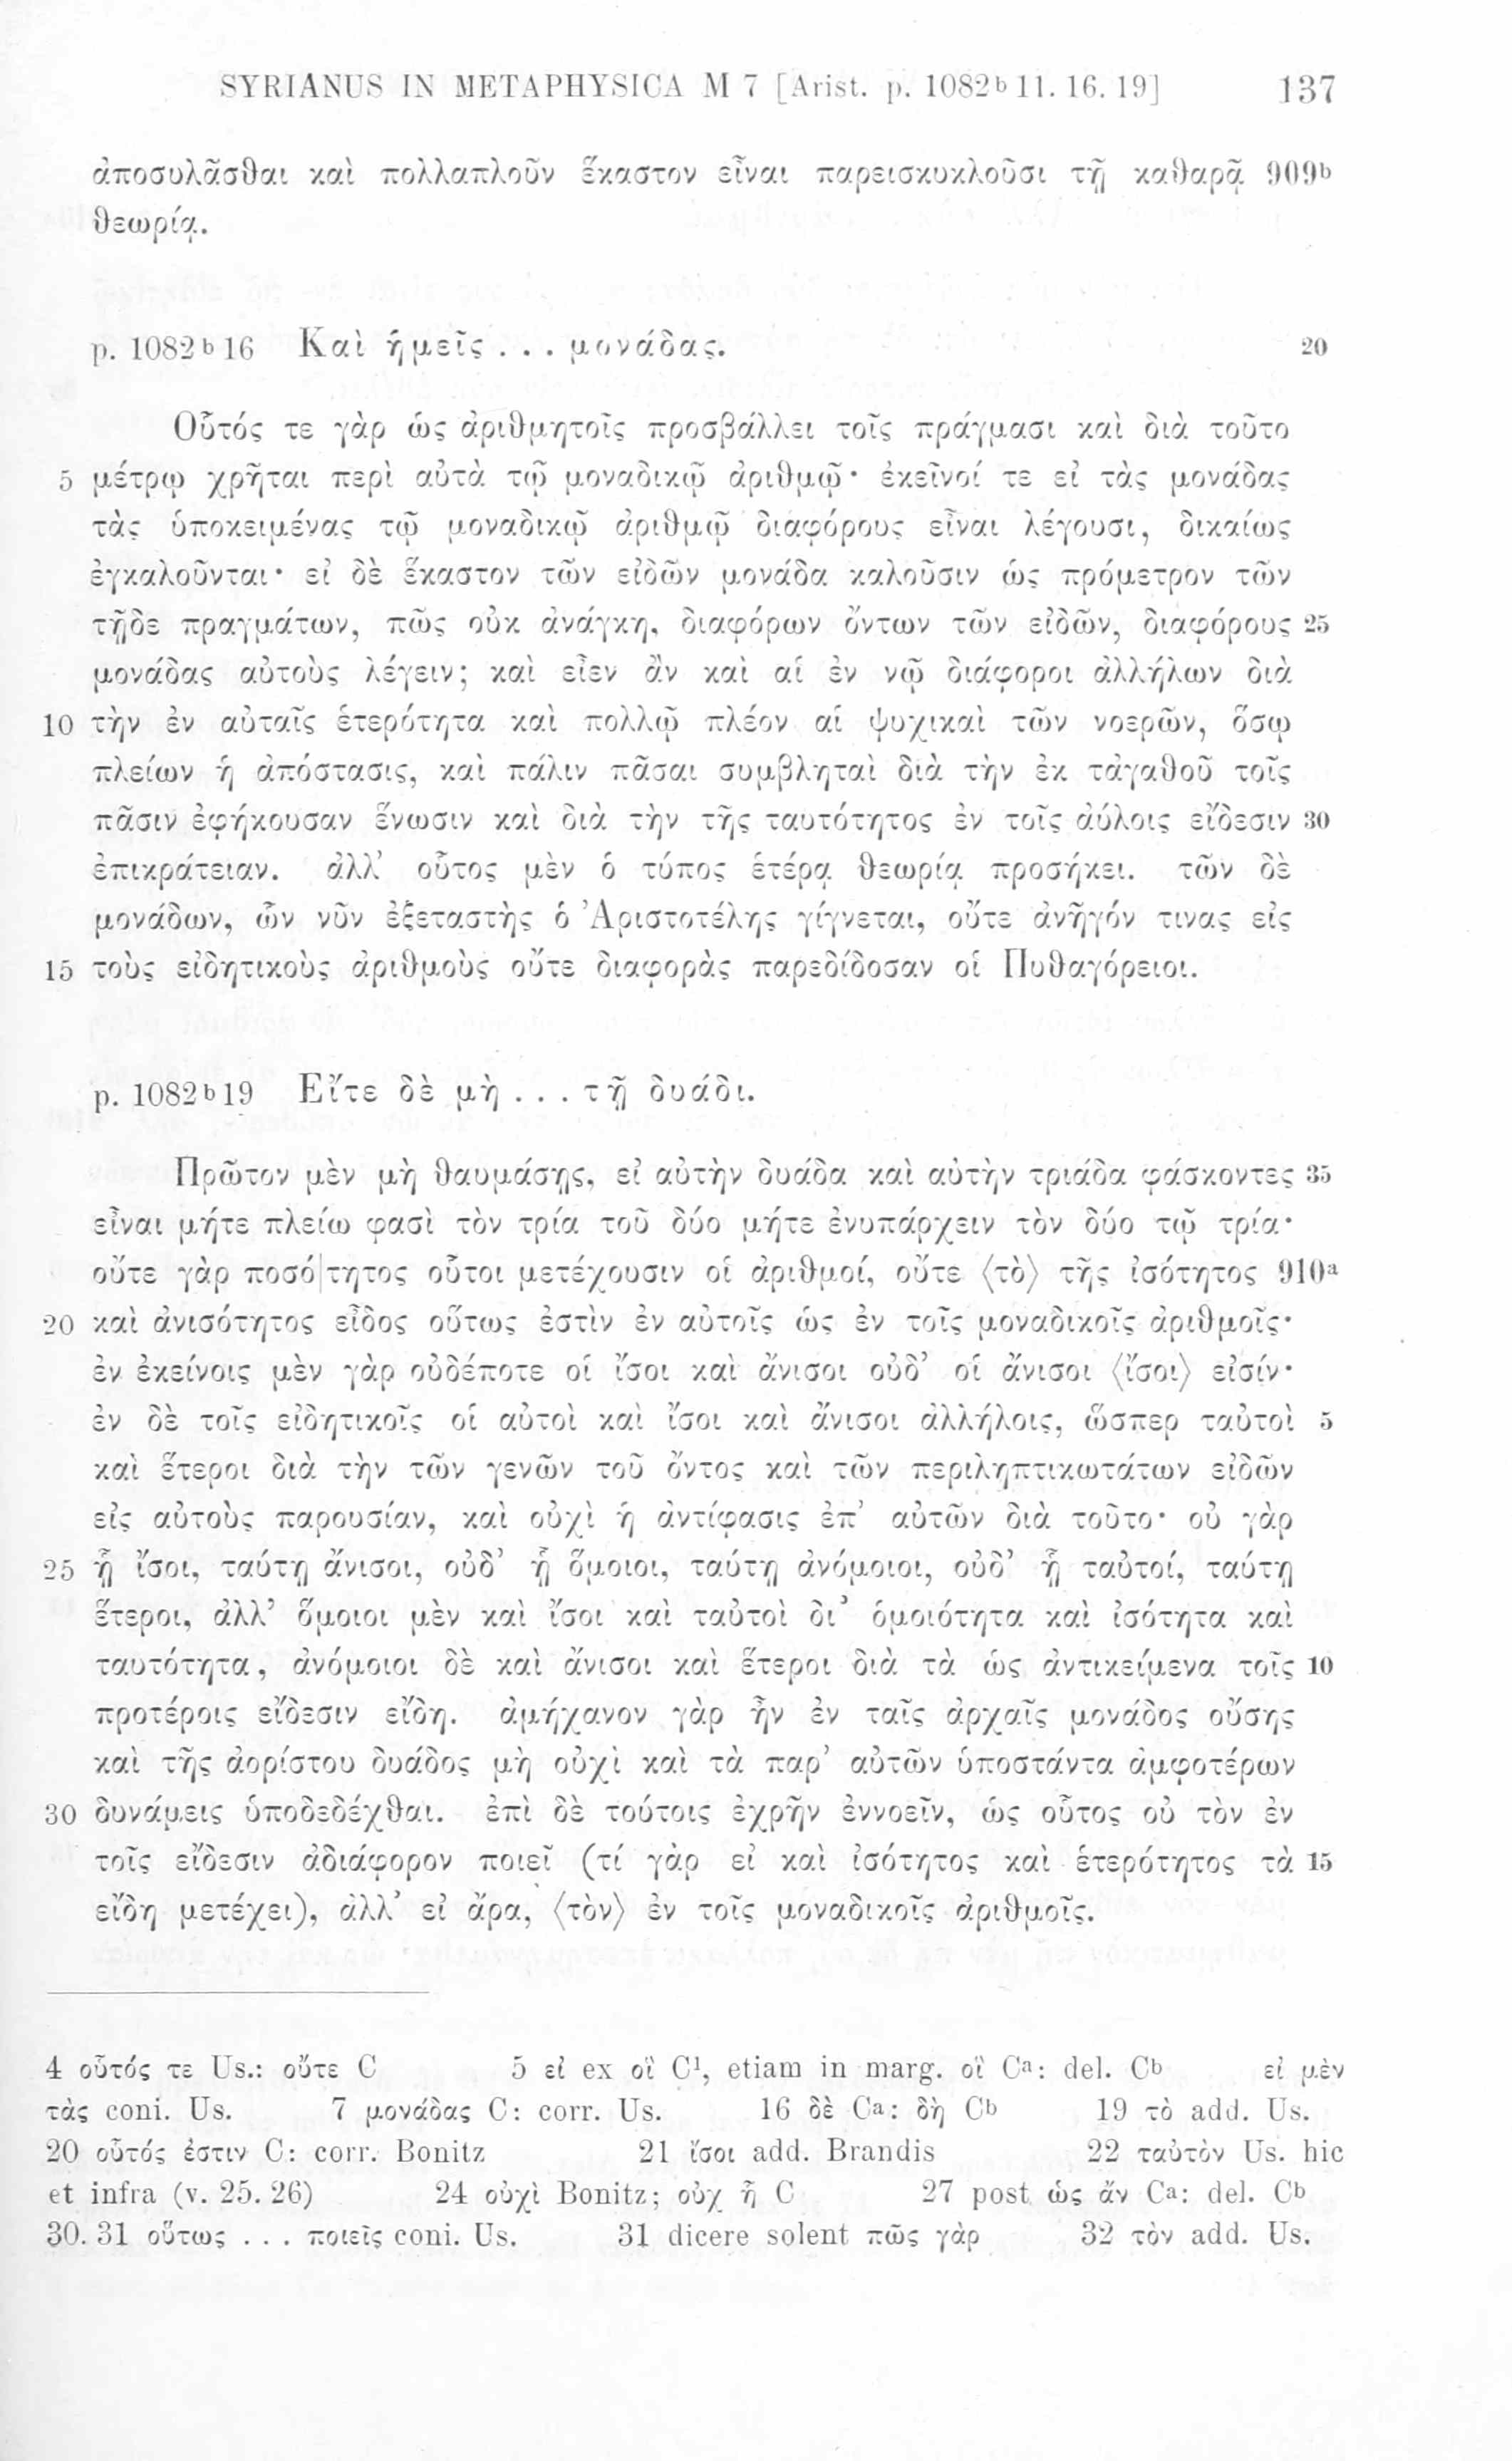 SYRIANUS IN METAPHYSICA M 7 [Arist. p. 1082ᵇ 11. 16. 19] 137
ἀποσυλᾶσθαι καὶ πολλαπλοῦν ἕκαστον εἶναι παρεισκυκλοῦσι τῇ καθαρᾷ 909ᵇ
θεωρίᾳ.
p. 1082ᵇ16 Καὶ ἡμεῖς . . . μονάδας. 20
Οὗτός τε γὰρ ὡς ἀριθμητοῖς προσβάλλει τοῖς πράγμασι καὶ διὰ τοῦτο
5 μέτρῳ χρῆται περὶ αὐτὰ τῷ μοναδικῷ ἀριθμῷ· ἐκεῖνοί τε εἰ τὰς μονάδας
τὰς ὑποκειμένας τῷ μοναδικῷ ἀριθμῷ διαφόρους εἶναι λέγουσι, δικαίως
ἐγκαλοῦνται· εἰ δὲ ἕκαστον τῶν εἰδῶν μονάδα καλοῦσιν ὡς πρόμετρον τῶν
τῇδε πραγμάτων, πῶς οὐκ ἀνάγκη, διαφόρων ὄντων τῶν εἰδῶν, διαφόρους 25
μονάδας αὐτοὺς λέγειν; καὶ εἶεν ἂν καὶ αἱ ἐν νῷ διάφοροι ἀλλήλων διὰ
10 τὴν ἐν αὐταῖς ἑτερότητα καὶ πολλῷ πλέον αἱ ψυχικαὶ τῶν νοερῶν, ὅσῳ
πλείων ἡ ἀπόστασις, καὶ πάλιν πᾶσαι συμβληταὶ διὰ τὴν ἐκ τἀγαθοῦ τοῖς
πᾶσιν ἐφήκουσαν ἕνωσιν καὶ διὰ τὴν τῆς ταυτότητος ἐν τοῖς ἀύλοις εἴδεσιν 30
ἐπικράτειαν. ἀλλ’ οὗτος μὲν ὁ τύπος ἑτέρᾳ θεωρίᾳ προσήκει. τῶν δὲ
μονάδων, ὧν νῦν ἐξεταστὴς ὁ Ἀριστοτέλης γίγνεται, οὔτε ἀνῆγόν τινας εἰς
15 τοὺς εἰδητικοὺς ἀριθμοὺς οὔτε διαφορὰς παρεδίδοσαν οἱ Πυθαγόρειοι.
p. 1082ᵇ19 Εἴτε δὲ μὴ . . . τῇ δυάδι.
Πρῶτον μὲν μὴ θαυμάσῃς, εἰ αὐτὴν δυάδα καὶ αὐτὴν τριάδα φάσκοντες 35
εἶναι μήτε πλείω φασὶ τὸν τρία τοῦ δύο μήτε ἐνυπάρχειν τὸν δύο τῷ τρία·
οὔτε γὰρ ποσό|τητος οὗτοι μετέχουσιν οἱ ἀριθμοί, οὔτε ⟨τὸ⟩ τῆς ἰσότητος 910ᵃ
20 καὶ ἀνισότητος εἶδος οὕτως ἐστὶν ἐν αὐτοῖς ὡς ἐν τοῖς μοναδικοῖς ἀριθμοῖς·
ἐν ἐκείνοις μὲν γὰρ οὐδέποτε οἱ ἴσοι καὶ ἄνισοι οὐδ’ οἱ ἄνισοι ⟨ἴσοι⟩ εἰσίν·
ἐν δὲ τοῖς εἰδητικοῖς οἱ αὐτοὶ καὶ ἴσοι καὶ ἄνισοι ἀλλήλοις, ὥσπερ ταὐτοὶ 5
καὶ ἕτεροι διὰ τὴν τῶν γενῶν τοῦ ὄντος καὶ τῶν περιληπτικωτάτων εἰδῶν
εἰς αὐτοὺς παρουσίαν, καὶ οὐχὶ ἡ ἀντίφασις ἐπ’ αὐτῶν διὰ τοῦτο· οὐ γὰρ
25 ᾗ ἴσοι, ταύτῃ ἄνισοι, οὐδ’ ᾗ ὅμοιοι, ταύτῃ ἀνόμοιοι, οὐδ’ ᾗ ταὐτοί, ταύτῃ
ἕτεροι, ἀλλ’ ὅμοιοι μὲν καὶ ἴσοι καὶ ταὐτοὶ δι’ ὁμοιότητα καὶ ἰσότητα καὶ
ταυτότητα, ἀνόμοιοι δὲ καὶ ἄνισοι καὶ ἕτεροι διὰ τὰ ὡς ἀντικείμενα τοῖς 10
προτέροις εἴδεσιν εἴδη. ἀμήχανον γὰρ ἦν ἐν ταῖς ἀρχαῖς μονάδος οὔσης
καὶ τῆς ἀορίστου δυάδος μὴ οὐχὶ καὶ τὰ παρ’ αὐτῶν ὑποστάντα ἀμφοτέρων
30 δυνάμεις ὑποδεδέχθαι. ἐπὶ δὲ τούτοις ἐχρῆν ἐννοεῖν, ὡς οὗτος οὐ τὸν ἐν
τοῖς εἴδεσιν ἀδιάφορον ποιεῖ (τί γὰρ εἰ καὶ ἰσότητος καὶ ἑτερότητος τὰ 15
εἴδη μετέχει), ἀλλ’ εἰ ἄρα, ⟨τὸν⟩ ἐν τοῖς μοναδικοῖς ἀριθμοῖς.
4 οὗτός τε Us.: οὔτε C 5 εἰ ex οἳ C¹, etiam in marg. οἳ Cᵃ: del. Cᵇ εἰ μὲν
τὰς coni. Us. 7 μονάδας C: corr. Us. 16 δὲ Cᵃ: δὴ Cᵇ 19 τὸ add. Us.
20 οὗτός ἐστιν C: corr. Bonitz 21 ἴσοι add. Brandis 22 ταὐτὸν Us. hic
et infra (v. 25. 26) 24 οὐχὶ Bonitz; οὐχ ἦ C 27 post ὡς ἄν Cᵃ: del. Cᵇ
30. 31 οὕτως . . . ποιεῖς coni. Us. 31 dicere solent πῶς γὰρ 32 τὸν add. Us.